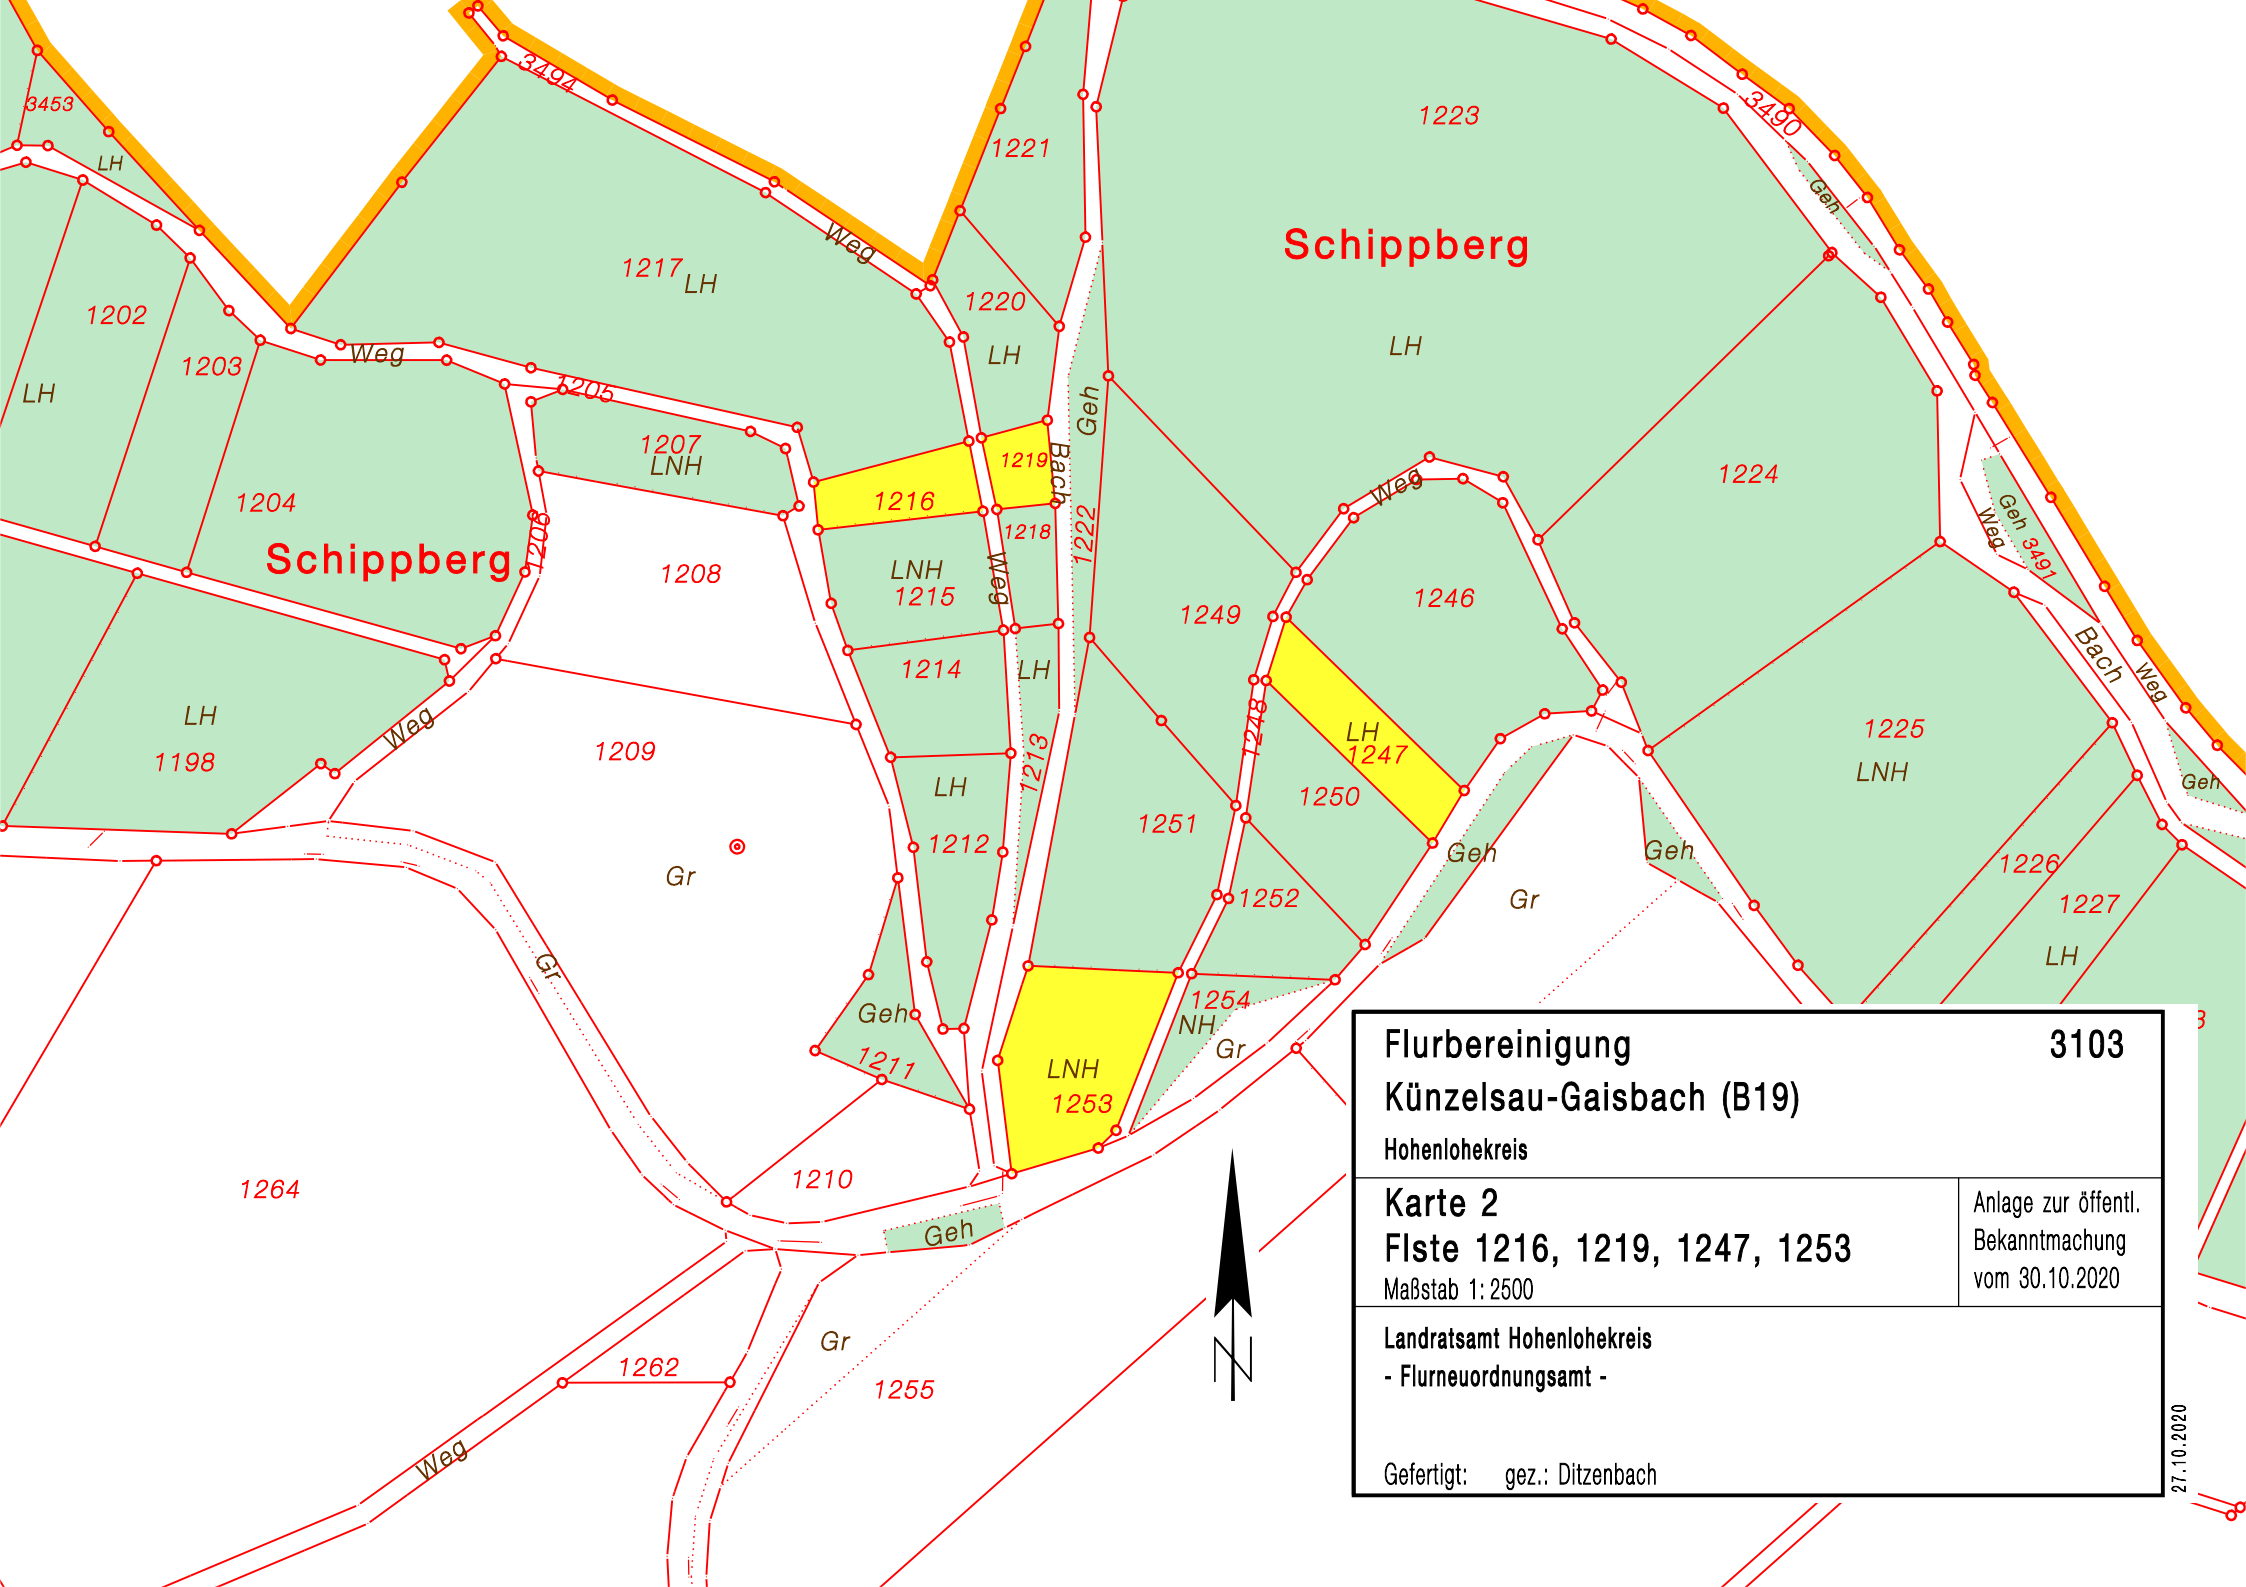 3494
3453
LH
1221
1223
3490
Geh
Weg
Schippberg
1217
LH
1220
LH
1202
1203
Weg
LH
1205
LH
Geh
1207
LNH
1219
Bach
1216
1204
Weg
1224
Geh
3491
Weg
1218
1222
Schippberg
1206
1208
LNH
1215
Weg
1249
1246
1214
LH
Bach
Weg
LH
1198
Weg
1209
1248
LH
1247
1225
LNH
1213
LH
1250
Geh
1212
1251
Geh
Geh
1226
Gr
1252
Gr
1227
LH
Gr
1254
NH
Gr
Geh
1211
LNH
1253
1264
1210
Geh
Gr
1262
1255
Weg
Flurbereinigung 3103
Künzelsau-Gaisbach (B19)
Hohenlohekreis
Karte 2
Flste 1216, 1219, 1247, 1253
Maßstab 1:2500
Anlage zur öffentl.
Bekanntmachung
vom 30.10.2020
Landratsamt Hohenlohekreis
- Flurneuordnungsamt -
Gefertigt: gez.: Ditzenbach
27.10.2020
N